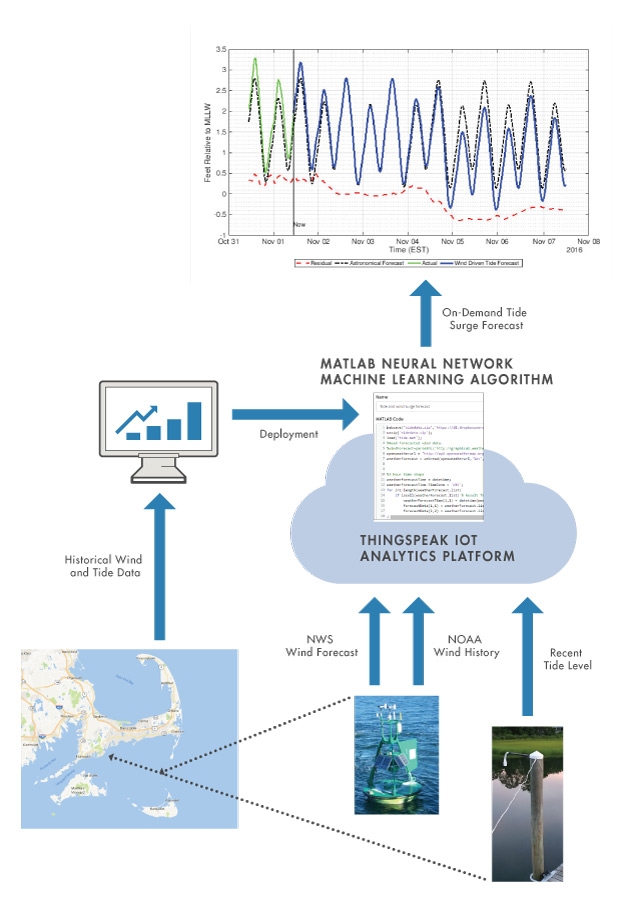 3.5
3
2.5
2
1.5
1
0.5
0
-0.5
-1
Feet Relative to MLLW
Now
Oct 31 Nov 01 Nov 02 Nov 03 Nov 04 Nov 05 Nov 06 Nov 07 Nov 08
Time (EST) 2016
Residual Astronomical Forecast Actual Wind Driven Tide Forecast
On-Demand Tide
Surge Forecast
MATLAB NEURAL NETWORK
MACHINE LEARNING ALGORITHM
Name
MATLAB Code
Deployment
THINGSPEAK IOT
ANALYTICS PLATFORM
Historical Wind
and Tide Data
NWS
Wind Forecast
NOAA
Wind History
Recent
Tide Level